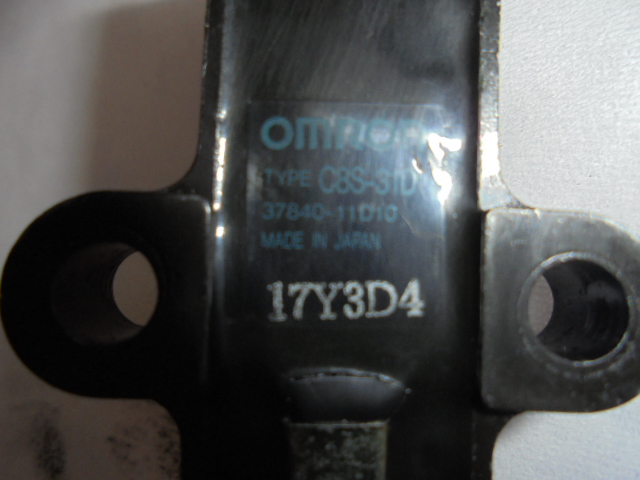 OMRON
TYPE C8S-31D
37840-11D10
MADE IN JAPAN
17Y3D4